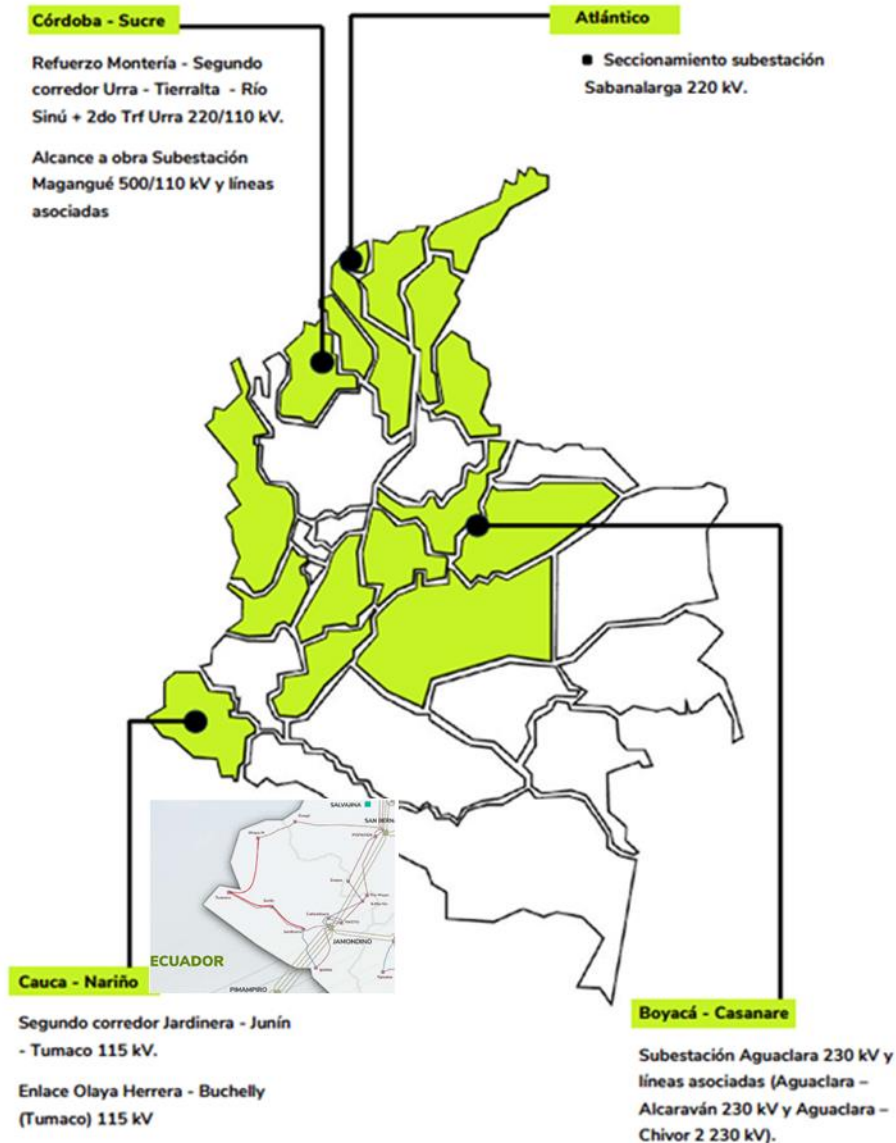 Córdoba - Sucre
Refuerzo Montería - Segundo
corredor Urra - Tierralta - Río
Sinú + 2do Trf Urra 220/110 kV.
Alcance a obra Subestación
Magangué 500/110 kV y líneas
asociadas
Atlántico
Seccionamiento subestación
Sabanalarga 220 kV.
SALVAJINA
SAN BERN
Tumaco
Junín
JAMONDINO
ECUADOR
PIMAMPIRO
Cauca - Nariño
Segundo corredor Jardinera - Junín
- Tumaco 115 kV.
Enlace Olaya Herrera - Buchelly
(Tumaco) 115 kV
Boyacá - Casanare
Subestación Aguaclara 230 kV y
líneas asociadas (Aguaclara –
Alcaraván 230 kV y Aguaclara –
Chivor 2 230 kV).